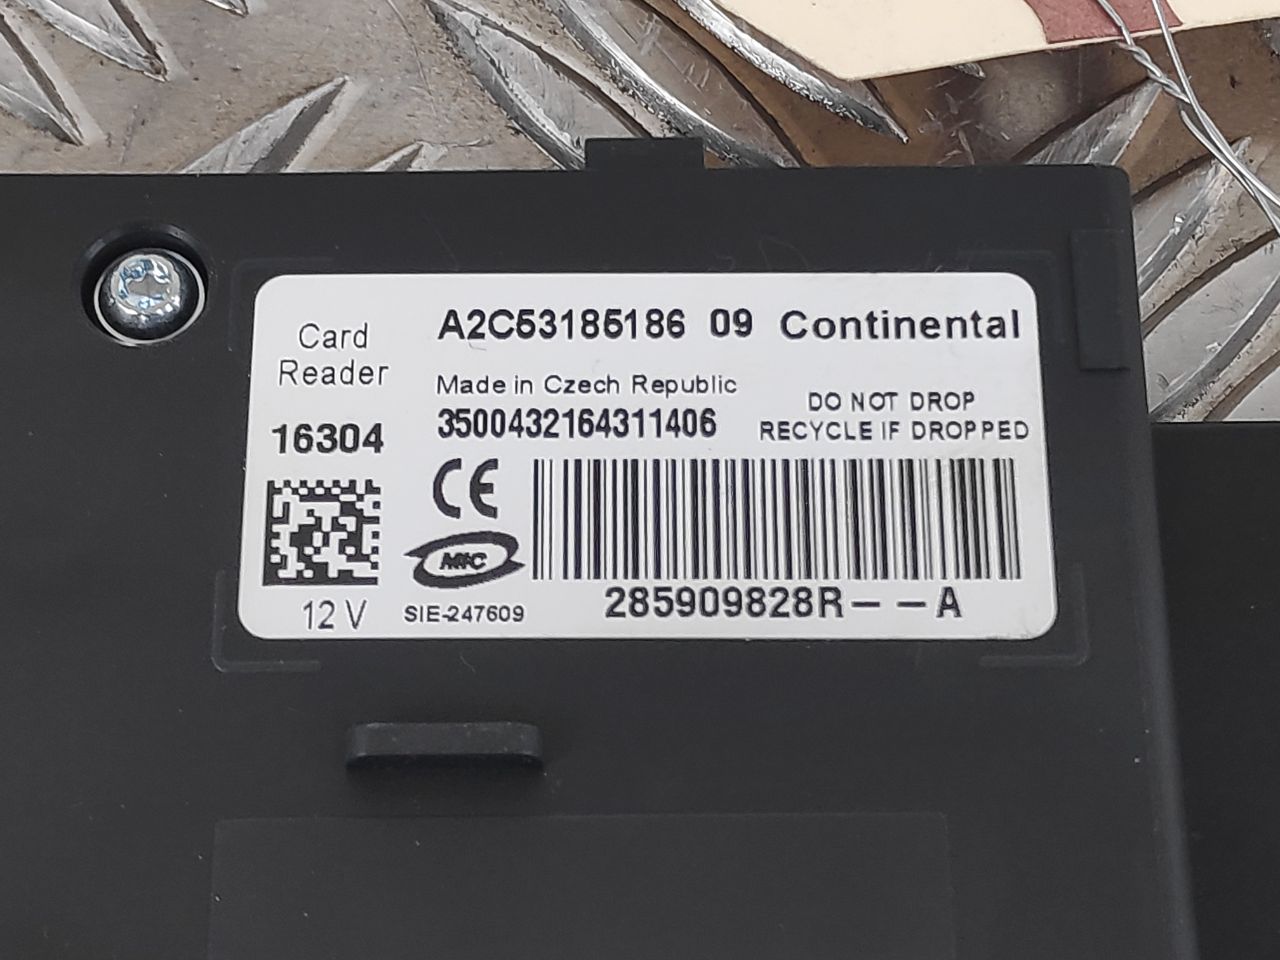 Card
Reader
16304
12 V
A2C53185186 09 Continental
Made in Czech Republic
3500432164311406
DO NOT DROP
RECYCLE IF DROPPED
CE
MIC
SIE-247609
285909828R– –A